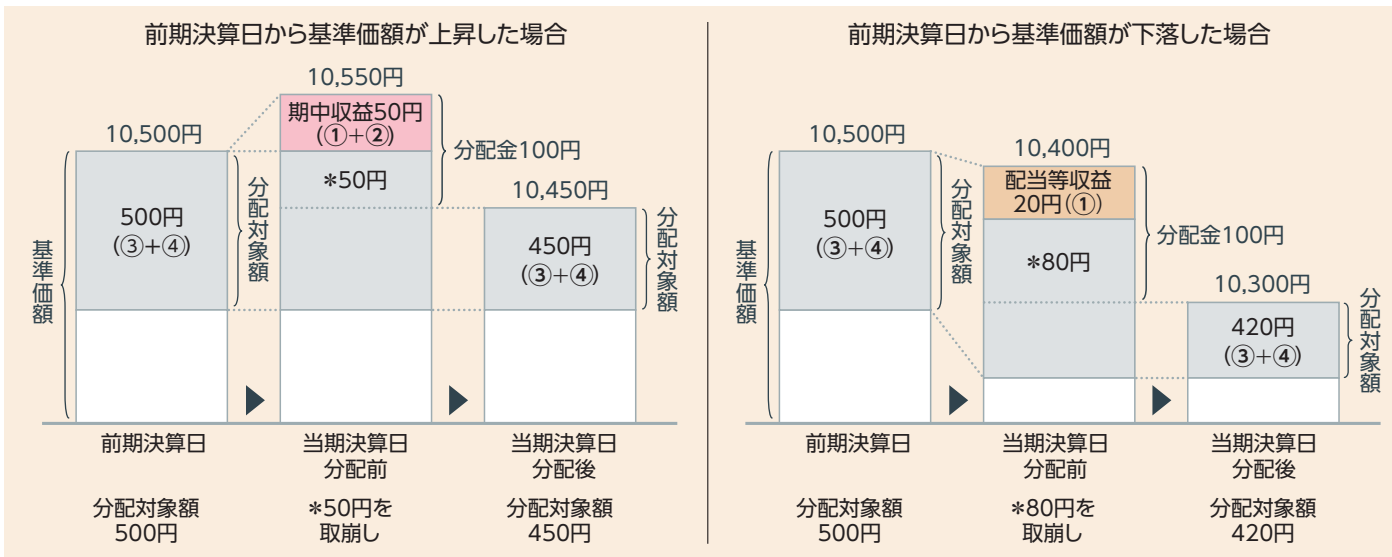 前期決算日から基準価額が上昇した場合
10,550円
期中収益50円
(①+②)
10,500円
分配金100円
*50円
10,450円
500円
(③+④)
450円
(③+④)
基準価額
分配対象額
分配対象額
前期決算日
当期決算日
分配前
当期決算日
分配後
分配対象額
500円
*50円を
取崩し
分配対象額
450円
前期決算日から基準価額が下落した場合
10,500円
10,400円
配当等収益
20円(①)
500円
(③+④)
分配金100円
*80円
10,300円
420円
(③+④)
基準価額
分配対象額
分配対象額
前期決算日
当期決算日
分配前
当期決算日
分配後
分配対象額
500円
*80円を
取崩し
分配対象額
420円